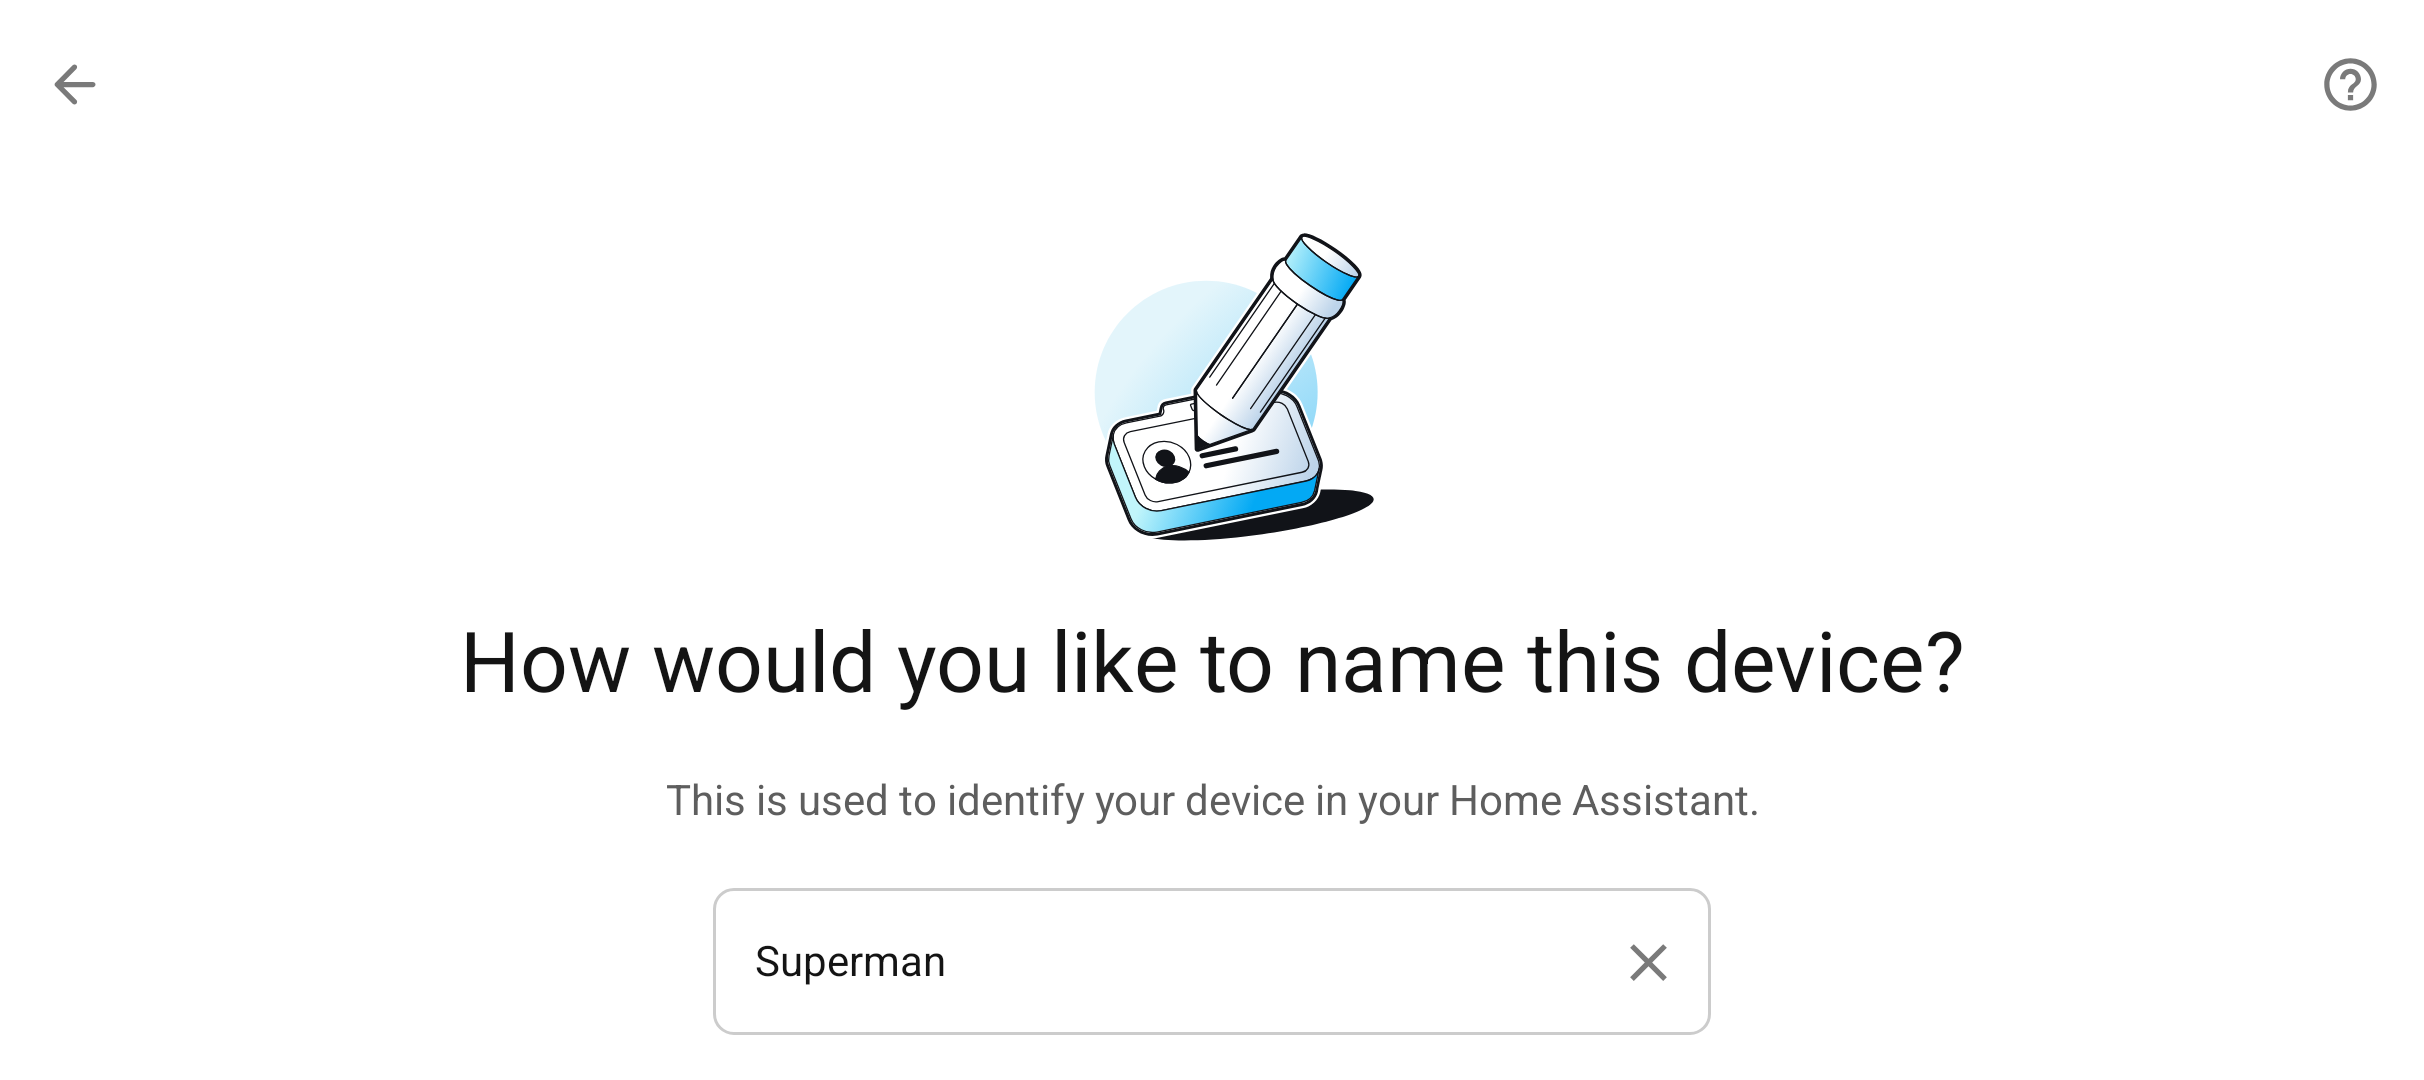 How would you like to name this device?
This is used to identify your device in your Home Assistant.
Superman